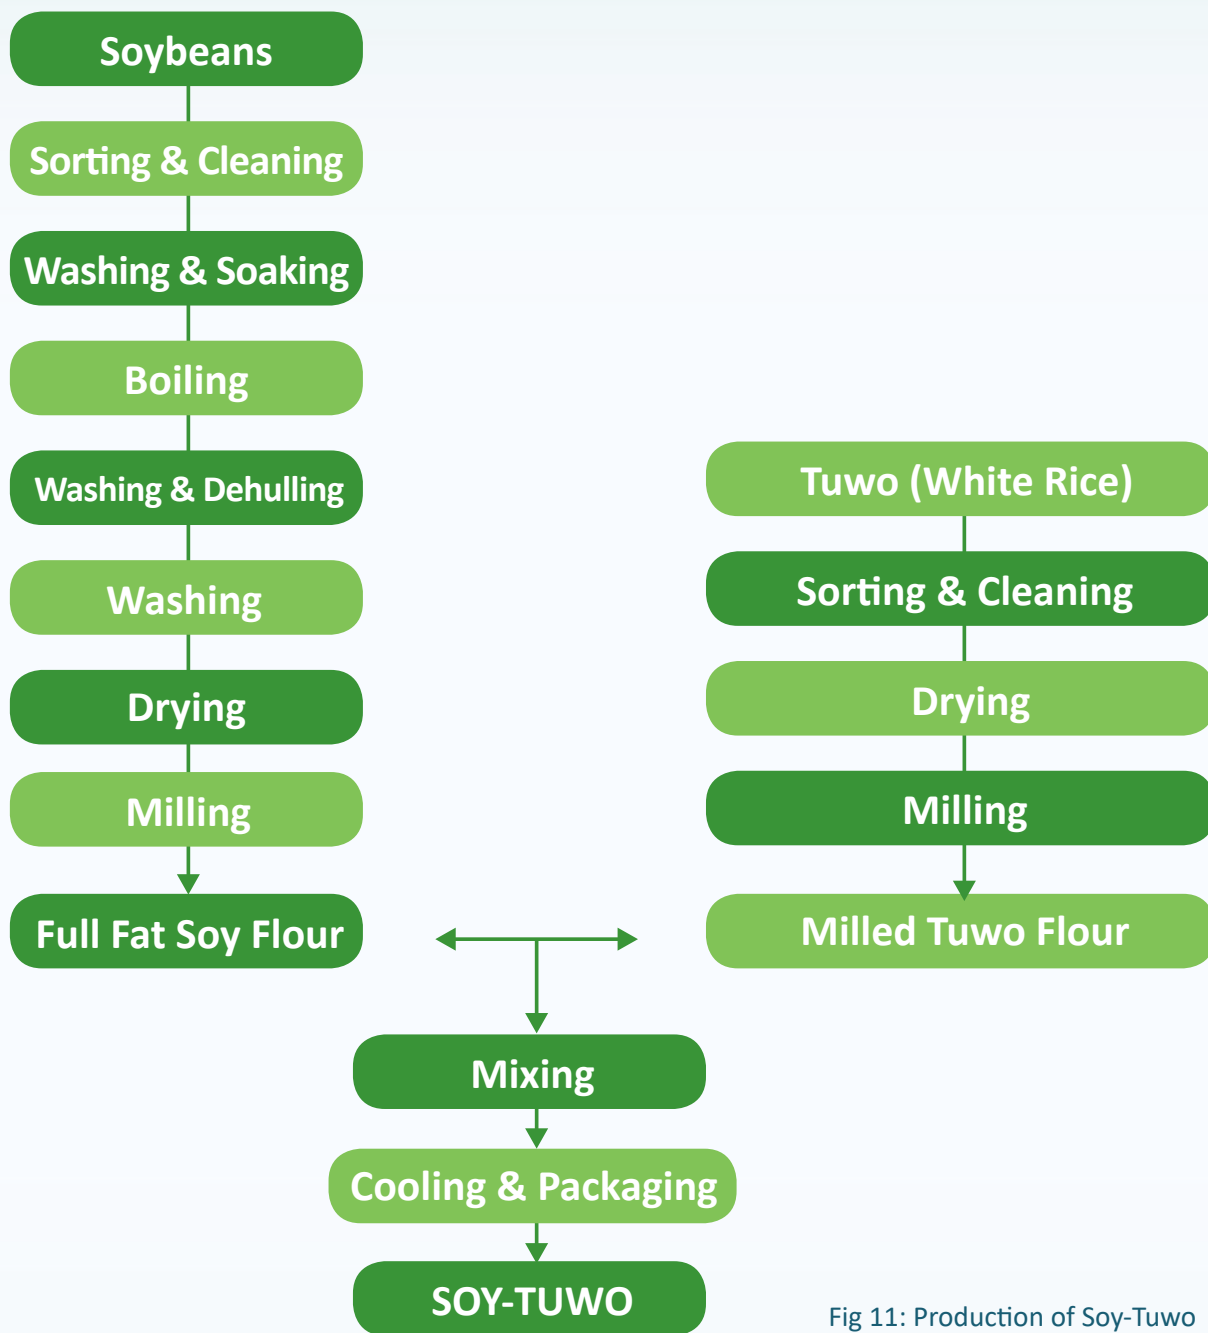 Soybeans
Sorting & Cleaning
Washing & Soaking
Boiling
Washing & Dehulling
Washing
Drying
Milling
Full Fat Soy Flour
Tuwo (White Rice)
Sorting & Cleaning
Drying
Milling
Milled Tuwo Flour
Mixing
Cooling & Packaging
SOY-TUWO
Fig 11: Production of Soy-Tuwo